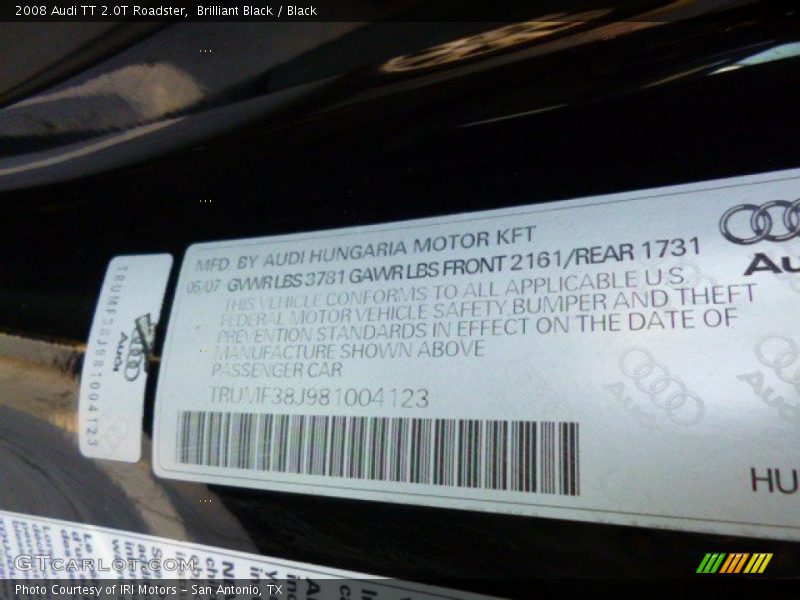 2008 Audi TT 2.0T Roadster,  Brilliant Black / Black
MFD. BY AUDI HUNGARIA MOTOR KFT
05/07 GWWR LBS 3781 GAWR LBS FRONT 2161/REAR 1731
THIS VEHICLE CONFORMS TO ALL APPLICABLE U.S.
FEDERAL MOTOR VEHICLE SAFETY, BUMPER AND THEFT
PREVENTION STANDARDS IN EFFECT ON THE DATE OF
MANUFACTURE SHOWN ABOVE
PASSENGER CAR
TRUMF38J981004123
Au
HU
TRUMF38J981004123
Audi
GTCarLot.com
Photo Courtesy of IRI Motors - San Antonio, TX